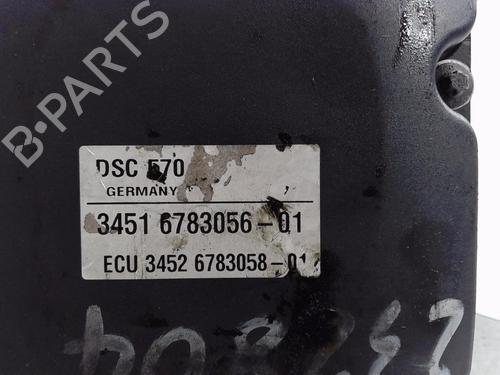 B-PARTS
DSC 570
GERMANY
3451 6783056-01
ECU 3452 6783058-01